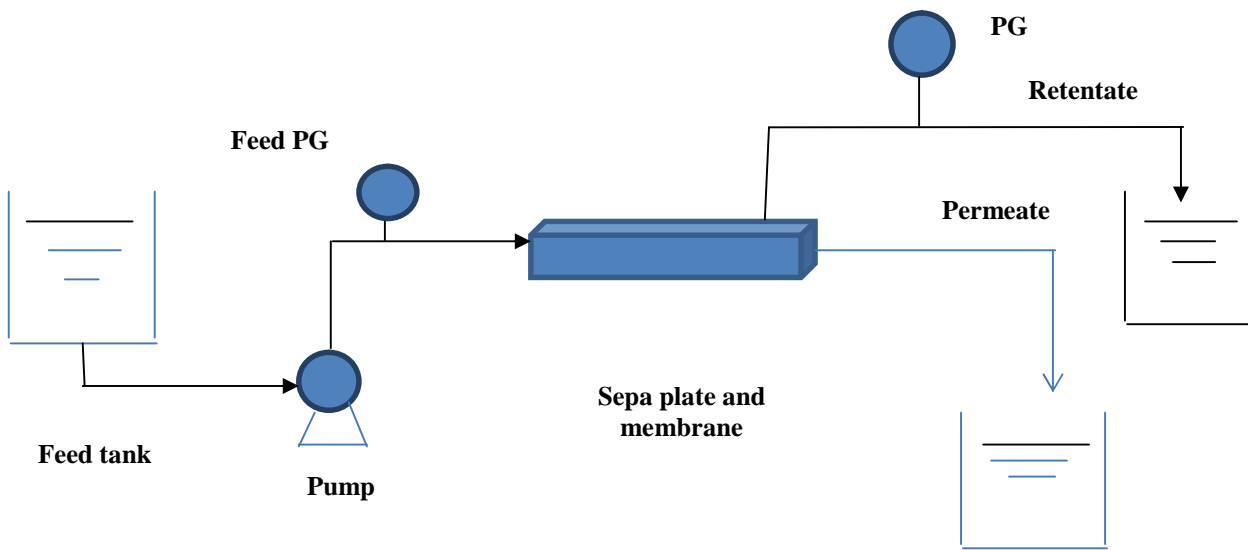 PG
Retentate
Feed PG
Permeate
Sepa plate and
membrane
Feed tank
Pump